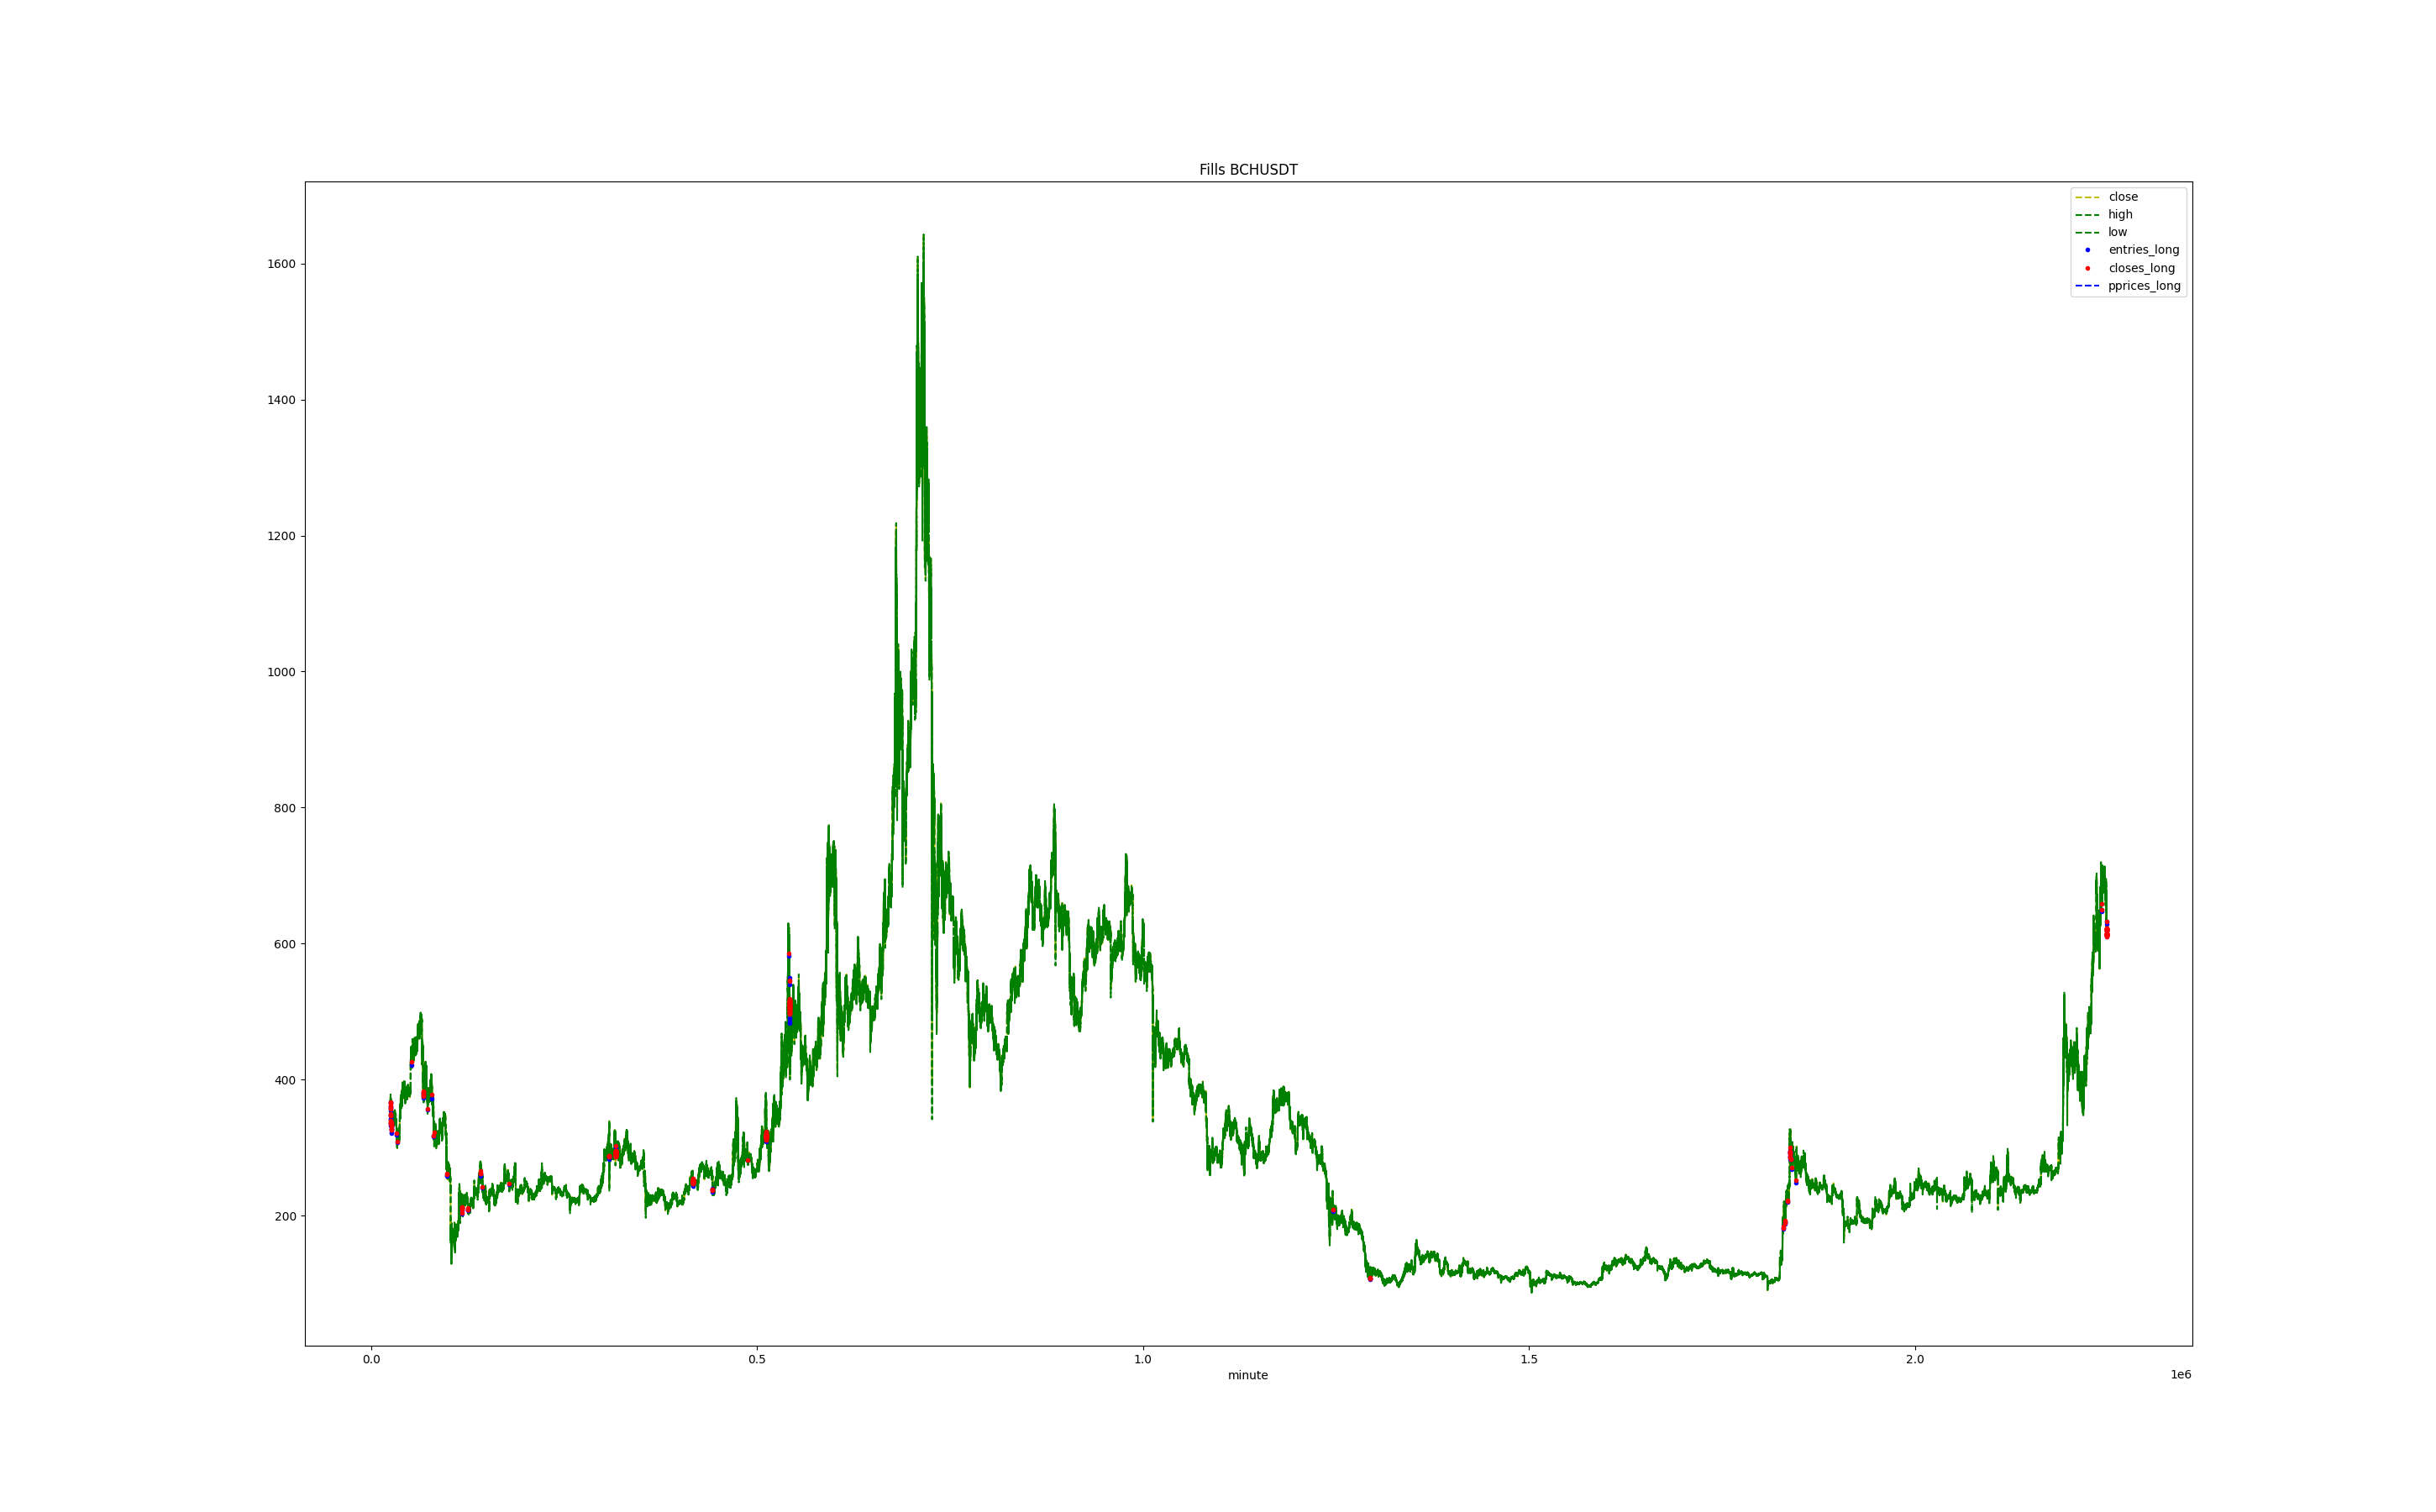 Fills BCHUSDT
close
high
low
entries_long
closes_long
pprices_long
1600
1400
1200
1000
800
600
400
200
0.0 0.5 1.0 1.5 2.0
minute 1e6